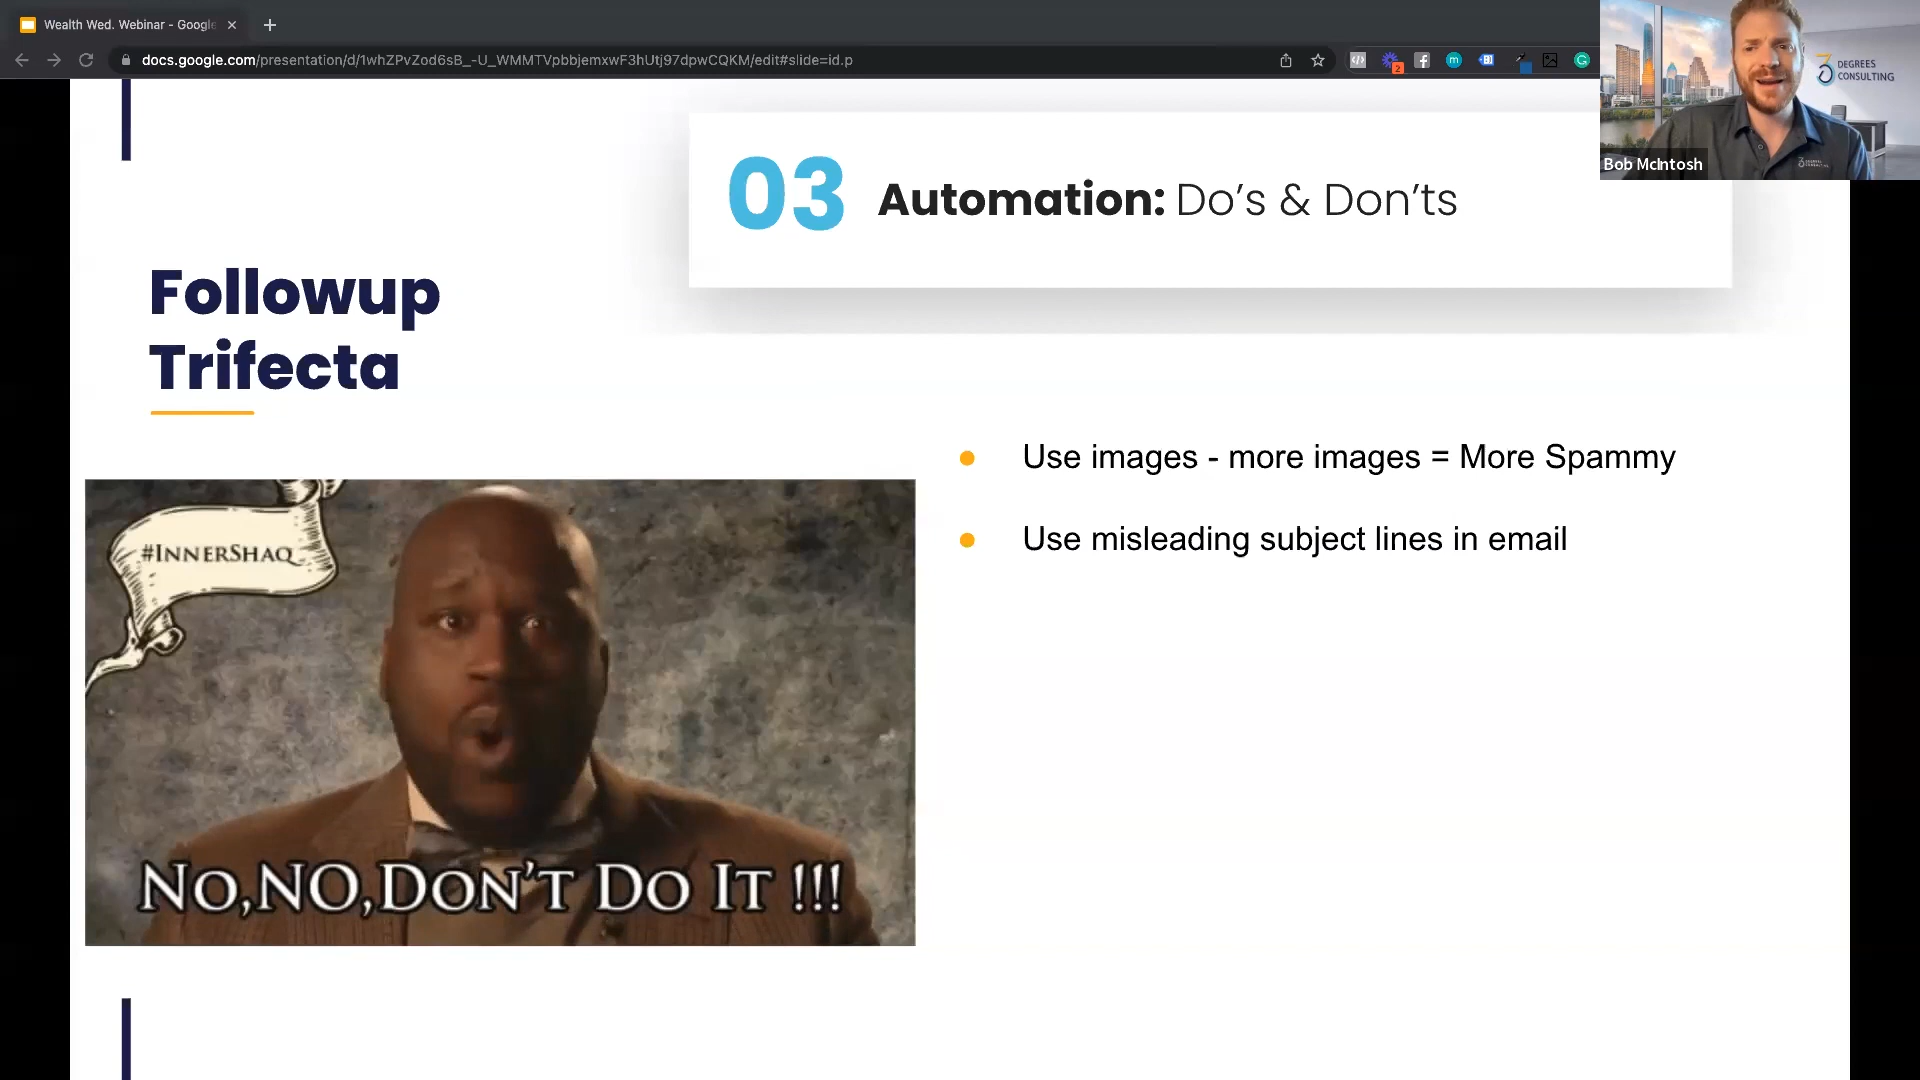 Wealth Wed. Webinar - Google
docs.google.com/presentation/d/1whZPvZod6sB_-U_WMMTVpbbjemxwF3hUtj97dpwCQKM/edit#slide=id.p
2
3 DEGREES
CONSULTING
Bob McIntosh
03 Automation: Do’s & Don’ts
Followup
Trifecta
Use images - more images = More Spammy
Use misleading subject lines in email
#INNERSHAQ
NO,NO,DON'T DO IT !!!